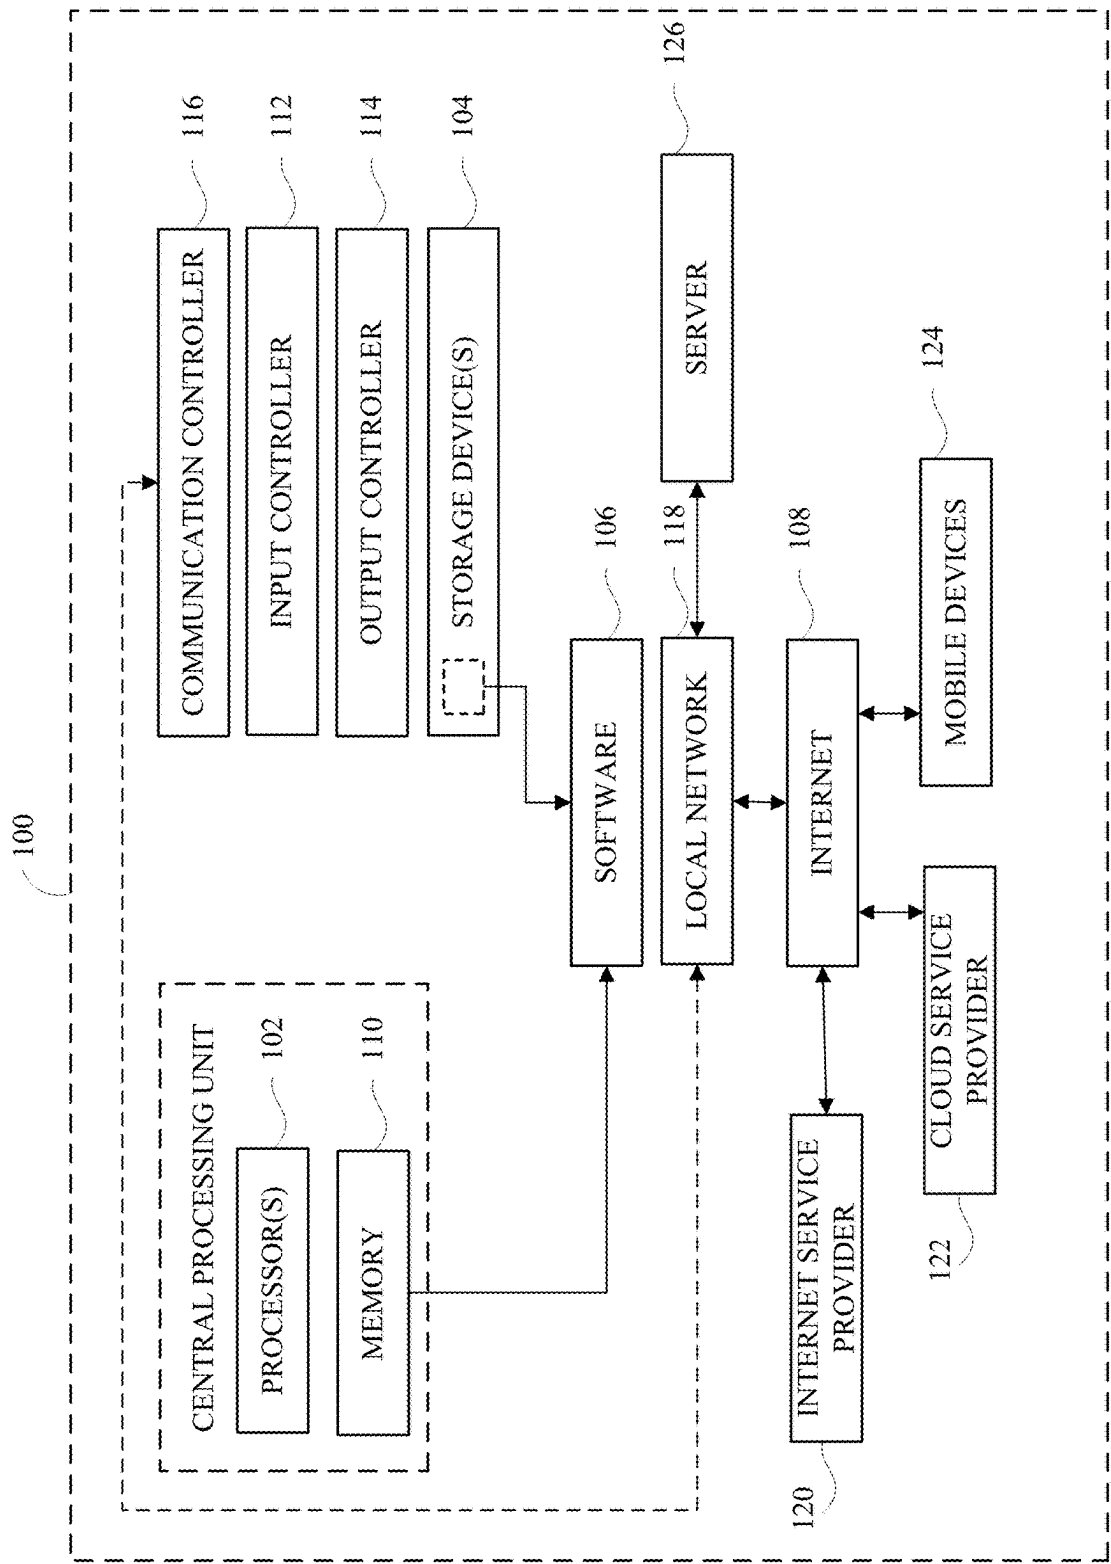 100
CENTRAL PROCESSING UNIT
PROCESSOR(S)
102
MEMORY
110
COMMUNICATION CONTROLLER
116
INPUT CONTROLLER
112
OUTPUT CONTROLLER
114
STORAGE DEVICE(S)
104
SOFTWARE
106
LOCAL NETWORK
118
SERVER
126
INTERNET
108
INTERNET SERVICE
PROVIDER
120
CLOUD SERVICE
PROVIDER
122
MOBILE DEVICES
124